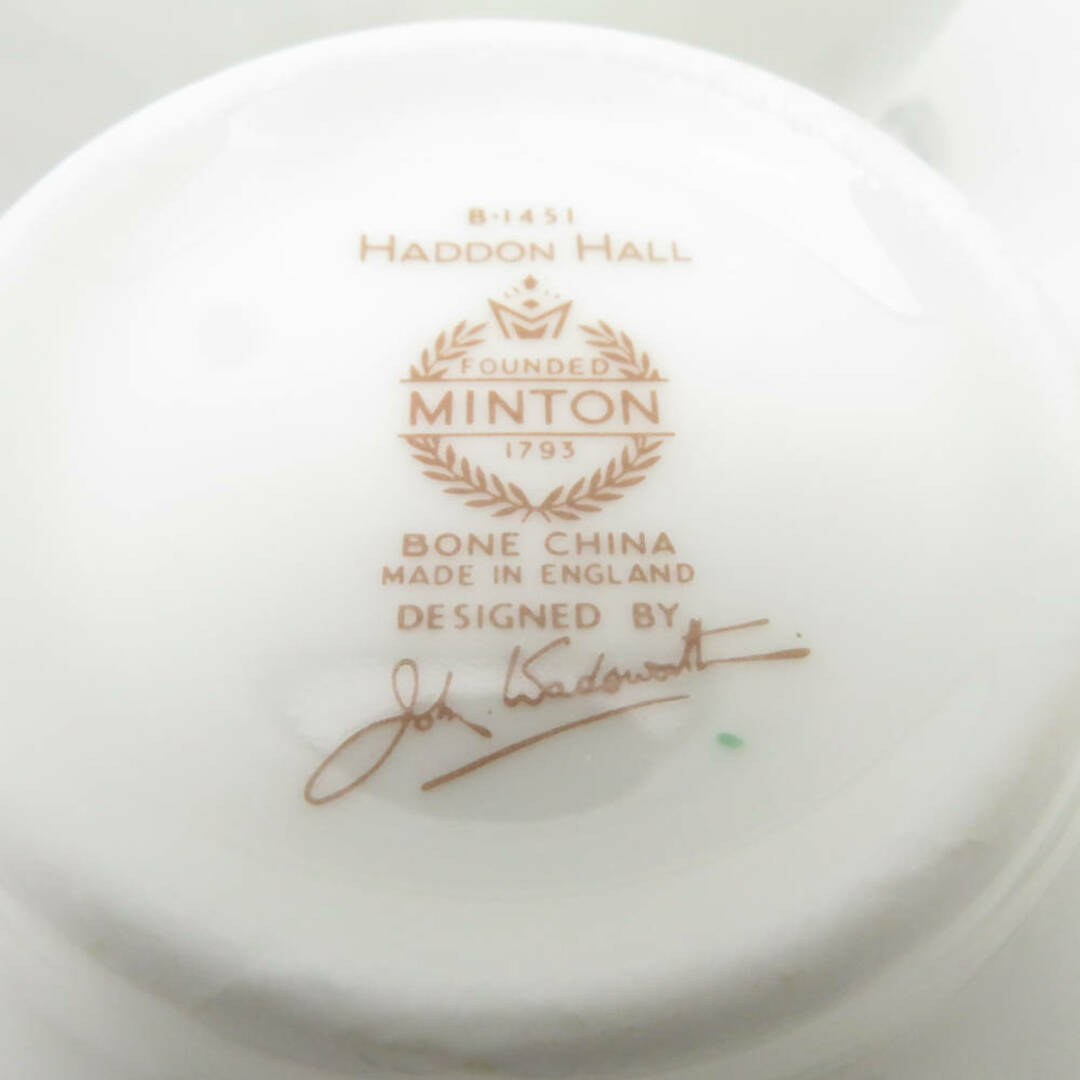 B-1451
HADDON HALL
FOUNDED
MINTON
1793
BONE CHINA
MADE IN ENGLAND
DESIGNED BY
John Wadsworth